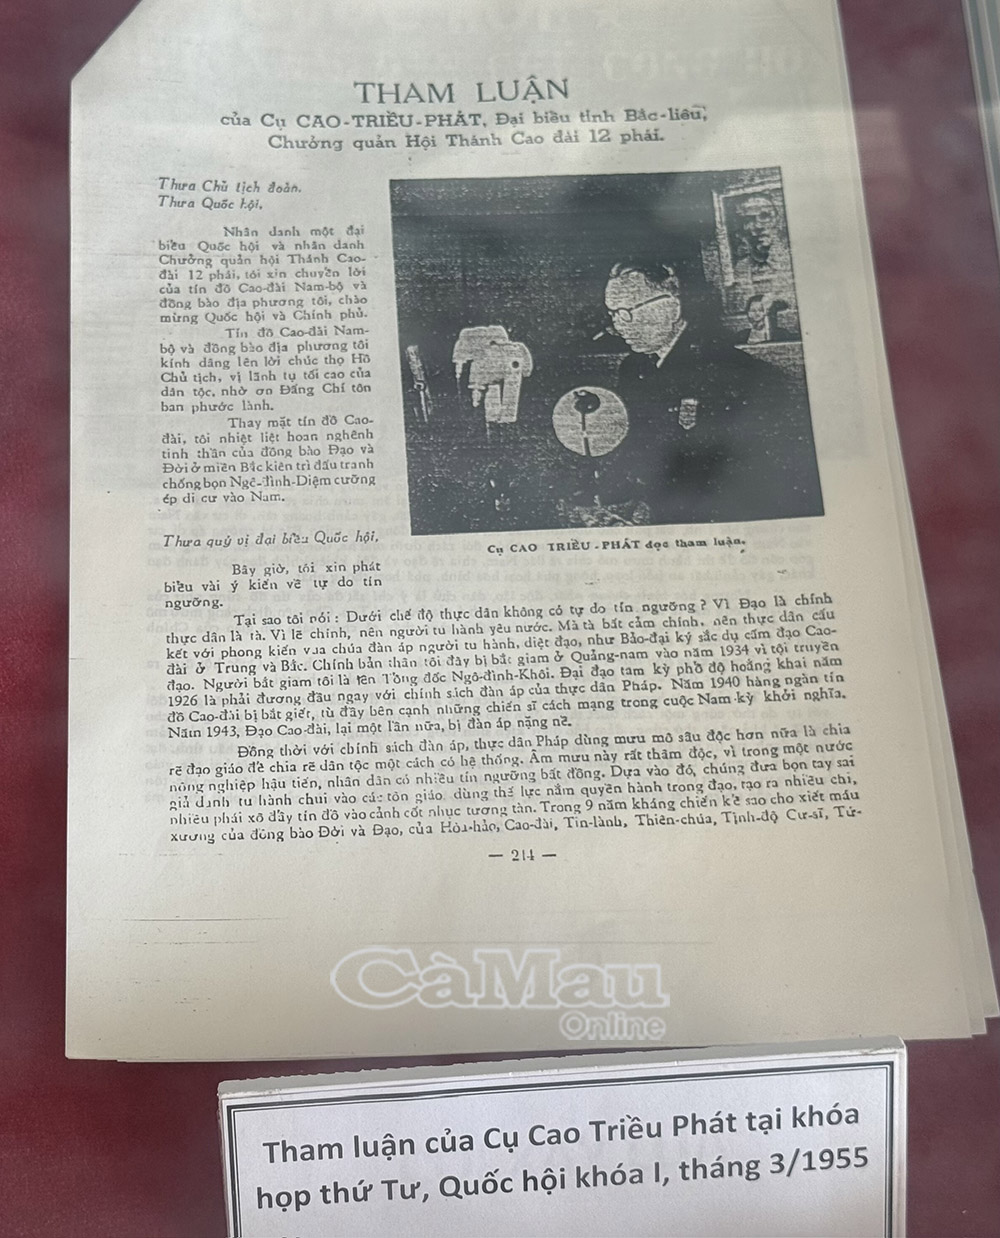 THAM LUẬN
của Cụ CAO-TRIỀU-PHÁT, Đại biểu tỉnh Bắc-liêu,
Chưởng quản Hội Thánh Cao đài 12 phái.
Thưa Chủ tịch đoàn.
Thưa Quốc hội.
Nhân danh một đại
biểu Quốc hội và nhân danh
Chưởng quản hội Thánh Cao-
đài 12 phái, tôi xin chuyển lời
của tín đồ Cao-đài Nam-bộ và
đồng bào địa phương tôi, chào
mừng Quốc hội và Chính phủ.
Tín đồ Cao-đài Nam-
bộ và đồng bào địa phương tôi
kính dâng lên lời chúc thọ Hồ
Chủ tịch, vị lãnh tụ tối cao của
dân tộc, nhờ ơn Đấng Chí tôn
ban phước lành.
Thay mặt tín đồ Cao-
đài, tôi nhiệt liệt hoan nghênh
tinh thần của đồng bào Đạo và
Đời ở miền Bắc kiên trì đấu tranh
chống bọn Ngô-đình-Diệm cưỡng
ép di cư vào Nam.
Thưa quý vị đại biểu Quốc hội,
Bây giờ, tôi xin phát
biểu vài ý kiến về tự do tín
ngưỡng.
Cụ CAO TRIỀU-PHÁT đọc tham luận.
Tại sao tôi nói: Dưới chế độ thực dân không có tự do tín ngưỡng? Vì Đạo là chính
thực dân là tà. Vì lẽ chính, nên người tu hành yêu nước. Mà tà bất cảm chính, nên thực dân cấu
kết với phong kiến vua chúa đàn áp người tu hành, diệt đạo, như Bảo-đại ký sắc dụ cấm đạo Cao-
đài ở Trung và Bắc. Chính bản thân tôi đây bị bắt giam ở Quảng-nam vào năm 1934 vì tội truyền
đạo. Người bắt giam tôi là tên Tổng đốc Ngô-đình-Khôi. Đại đạo tam kỳ phổ độ hoằng khai năm
1926 là phải đương đầu ngay với chính sách đàn áp của thực dân Pháp. Năm 1940 hàng ngàn tín
đồ Cao-đài bị bắt giết, tù đầy bên cạnh những chiến sĩ cách mạng trong cuộc Nam-kỳ khởi nghĩa.
Năm 1943, Đạo Cao-đài, lại một lần nữa, bị đàn áp nặng nề.
Đồng thời với chính sách đàn áp, thực dân Pháp dùng mưu mô sâu độc hơn nữa là chia
rẽ đạo giáo để chia rẽ dân tộc một cách có hệ thống. Âm mưu này rất thâm độc, vì trong một nước
nông nghiệp hậu tiến, nhân dân có nhiều tín ngưỡng bất đồng. Dựa vào đó, chúng đưa bọn tay sai
giả danh tu hành chui vào các tôn giáo, dùng thế lực nắm quyền hành trong đạo, tạo ra nhiều chi,
nhiều phái xô đẩy tín đồ vào cảnh cốt nhục tương tàn. Trong 9 năm kháng chiến kể sao cho xiết máu
xương của đồng bào Đời và Đạo, của Hòa-hảo, Cao-đài, Tin-lành, Thiên-chúa, Tịnh-độ Cư-sĩ, Tứ-
— 214 —
CàMau
Online
Tham luận của Cụ Cao Triều Phát tại khóa
họp thứ Tư, Quốc hội khóa I, tháng 3/1955